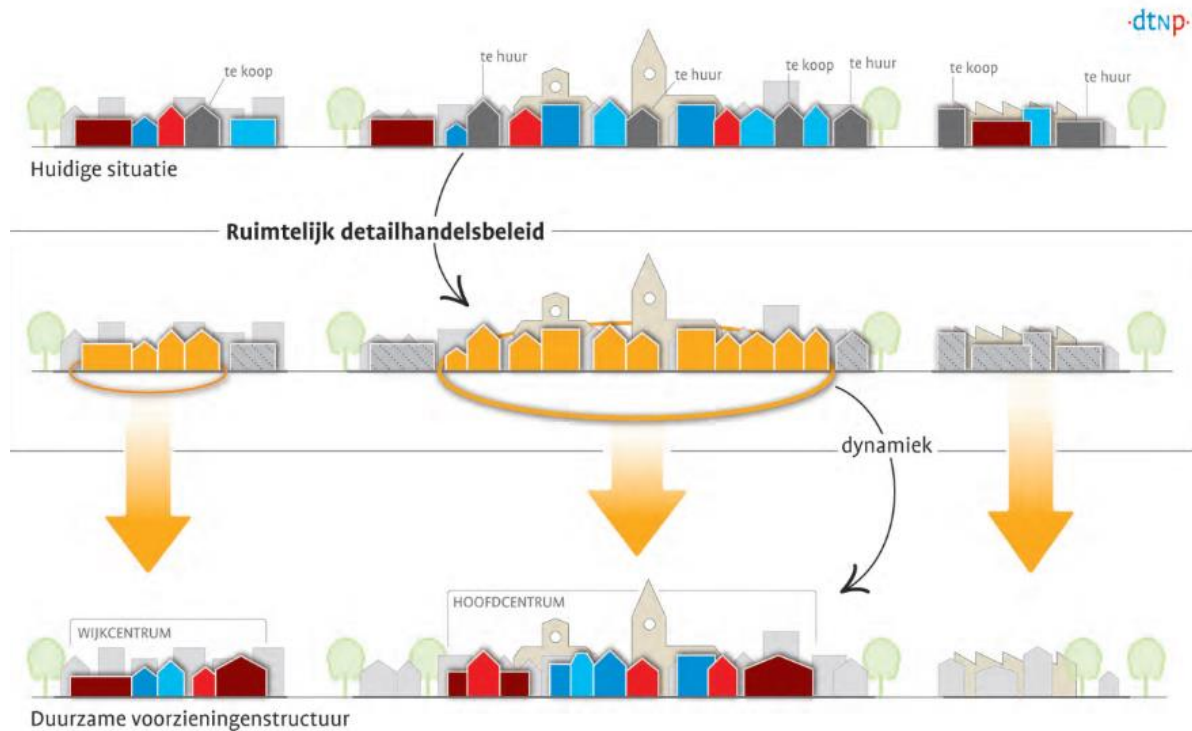 ·dtNp·
te koop
te huur
te huur
te koop
te huur
te koop
te huur
Huidige situatie
Ruimtelijk detailhandelsbeleid
dynamiek
WIJKCENTRUM
HOOFDCENTRUM
Duurzame voorzieningenstructuur